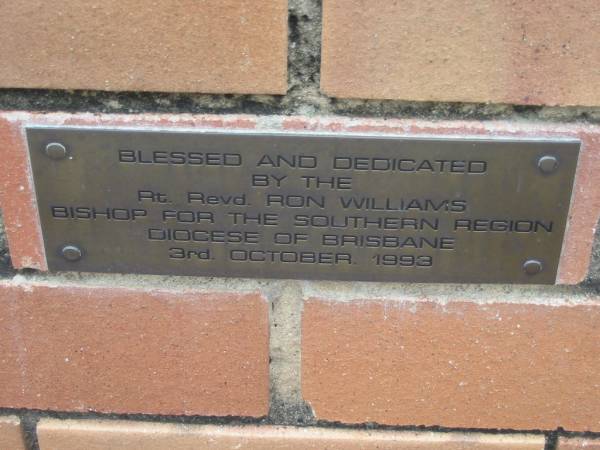 BLESSED AND DEDICATED
BY THE
Rt. Revd. RON WILLIAMS
BISHOP FOR THE SOUTHERN REGION
DIOCESE OF BRISBANE
3rd. OCTOBER. 1993